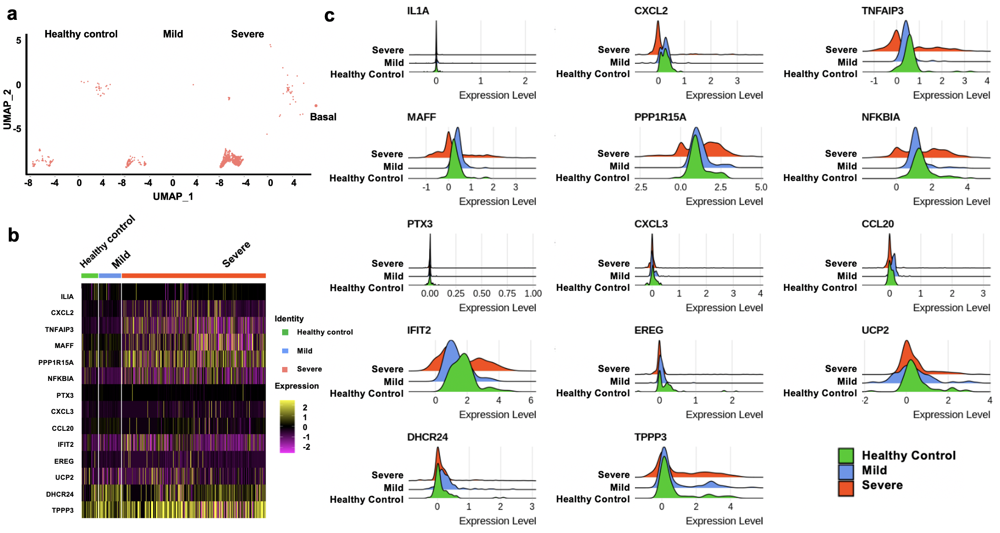 a
Healthy control Mild Severe
5
0
-5
UMAP_2
-8 -4 0 4 -8 -4 0 4 -8 -4 0 4
UMAP_1
Basal
b
Healthy control
Mild
Severe
ILIA
CXCL2
TNFAIP3
MAFF
PPP1R15A
NFKBIA
PTX3
CXCL3
CCL20
IFIT2
EREG
UCP2
DHCR24
TPPP3
Identity
Healthy control
Mild
Severe
Expression
2
1
0
-1
-2
c
IL1A
Severe
Mild
Healthy Control
0 1 2
Expression Level
CXCL2
Severe
Mild
Healthy Control
0 1 2 3
Expression Level
TNFAIP3
Severe
Mild
Healthy Control
-1 0 1 2 3 4
Expression Level
MAFF
Severe
Mild
Healthy Control
-1 0 1 2 3
Expression Level
PPP1R15A
Severe
Mild
Healthy Control
-2.5 0.0 2.5 5.0
Expression Level
NFKBIA
Severe
Mild
Healthy Control
0 2 4
Expression Level
PTX3
Severe
Mild
Healthy Control
0.00 0.25 0.50 0.75 1.00
Expression Level
CXCL3
Severe
Mild
Healthy Control
0 1 2 3 4
Expression Level
CCL20
Severe
Mild
Healthy Control
0 1 2 3
Expression Level
IFIT2
Severe
Mild
Healthy Control
0 2 4 6
Expression Level
EREG
Severe
Mild
Healthy Control
0 1 2
Expression Level
UCP2
Severe
Mild
Healthy Control
-2 0 2 4
Expression Level
DHCR24
Severe
Mild
Healthy Control
0 1 2 3
Expression Level
TPPP3
Severe
Mild
Healthy Control
0 2 4
Expression Level
Healthy Control
Mild
Severe